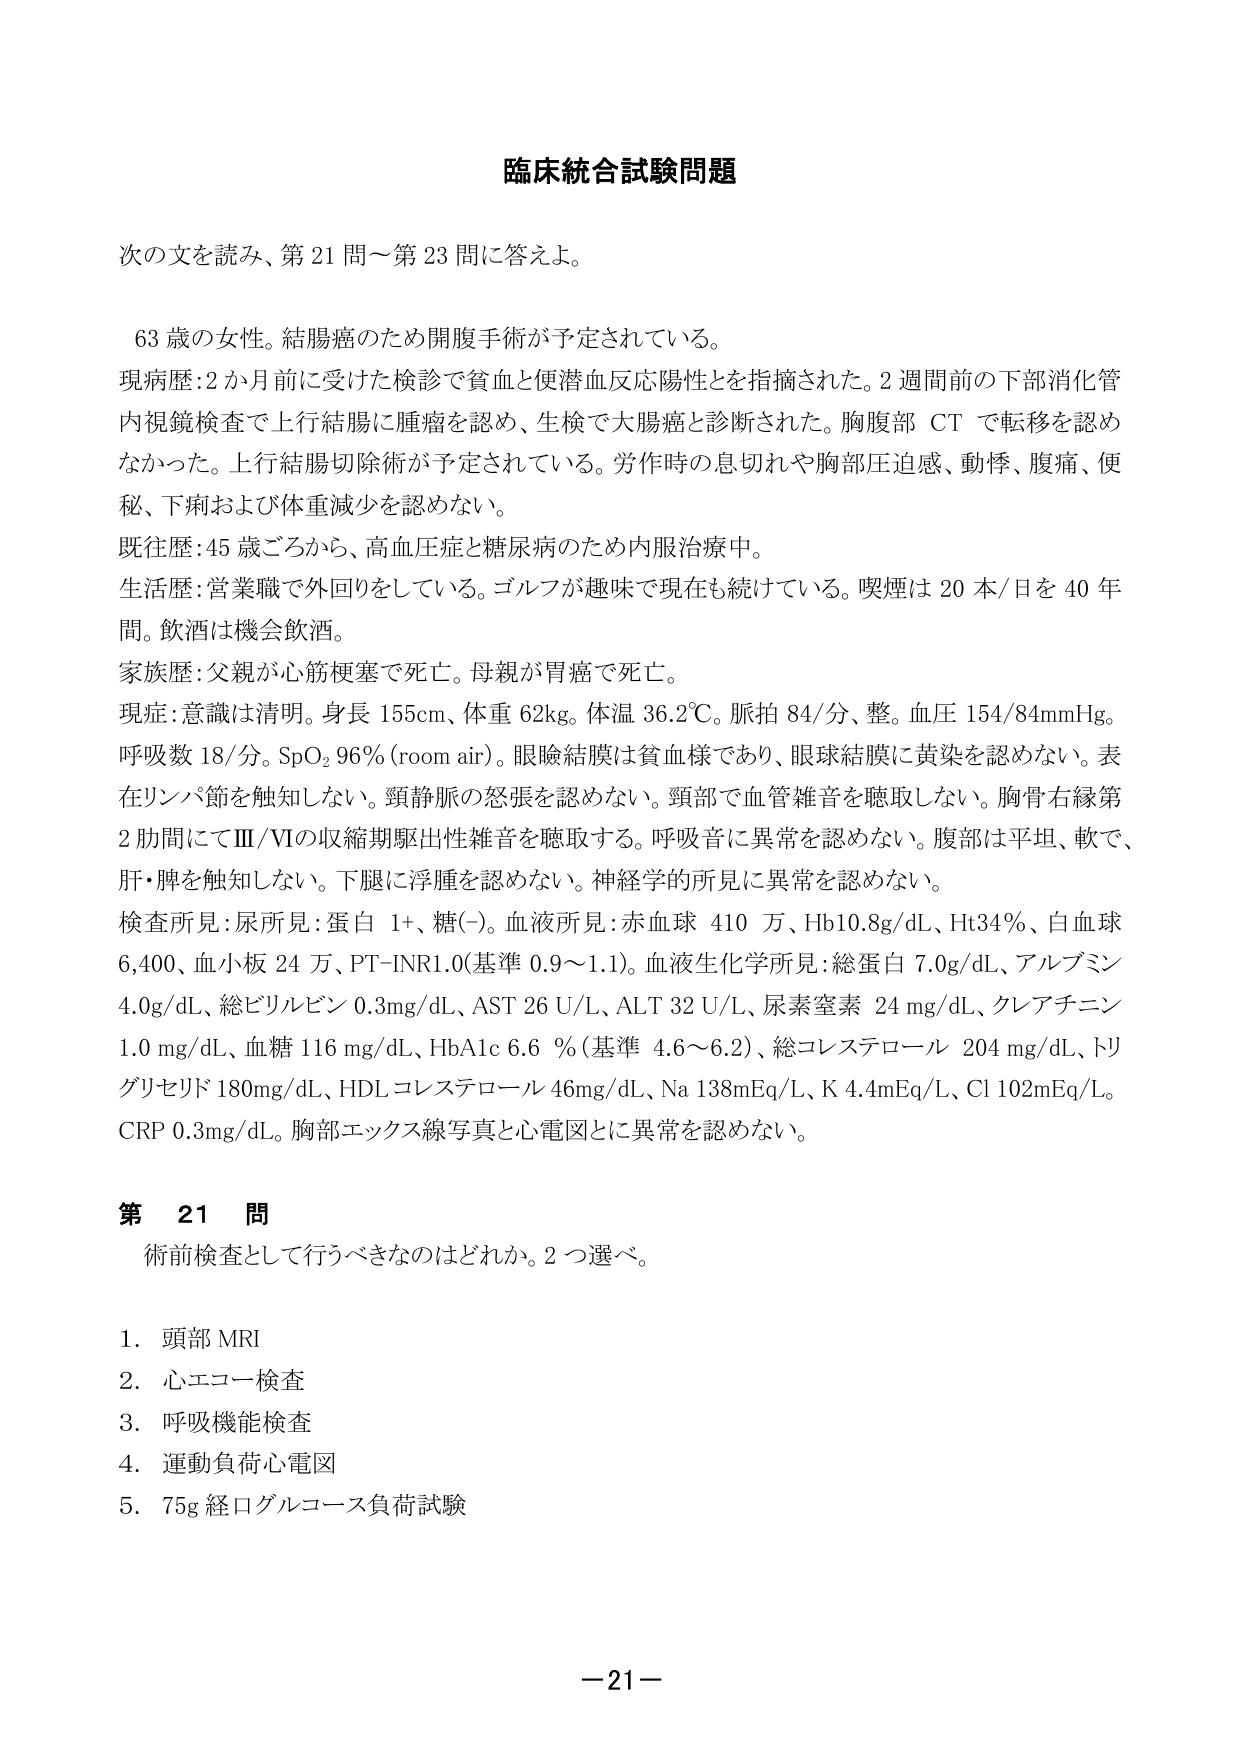 臨床統合試験問題
次の文を読み、第 21 問～第 23 問に答えよ。
63 歳の女性。結腸癌のため開腹手術が予定されている。
現病歴:2 か月前に受けた検診で貧血と便潜血反応陽性とを指摘された。2 週間前の下部消化管
内視鏡検査で上行結腸に腫瘤を認め、生検で大腸癌と診断された。胸腹部 CT で転移を認め
なかった。上行結腸切除術が予定されている。労作時の息切れや胸部圧迫感、動悸、腹痛、便
秘、下痢および体重減少を認めない。
既往歴:45 歳ごろから、高血圧症と糖尿病のため内服治療中。
生活歴:営業職で外回りをしている。ゴルフが趣味で現在も続けている。喫煙は 20 本/日を 40 年
間。飲酒は機会飲酒。
家族歴:父親が心筋梗塞で死亡。母親が胃癌で死亡。
現症:意識は清明。身長 155cm、体重 62kg。体温 36.2℃。脈拍 84/分、整。血圧 154/84mmHg。
呼吸数 18/分。SpO₂ 96% (room air)。眼瞼結膜は貧血様であり、眼球結膜に黄染を認めない。表
在リンパ節を触知しない。頸静脈の怒張を認めない。頸部で血管雑音を聴取しない。胸骨右縁第
2 肋間にてⅢ/Ⅵの収縮期駆出性雑音を聴取する。呼吸音に異常を認めない。腹部は平坦、軟で、
肝・脾を触知しない。下腿に浮腫を認めない。神経学的所見に異常を認めない。
検査所見:尿所見:蛋白 1+、糖(-)。血液所見:赤血球 410 万、Hb10.8g/dL、Ht34%、白血球
6,400、血小板 24 万、PT-INR1.0(基準 0.9～1.1)。血液生化学所見:総蛋白 7.0g/dL、アルブミン
4.0g/dL、総ビリルビン 0.3mg/dL、AST 26 U/L、ALT 32 U/L、尿素窒素 24 mg/dL、クレアチニン
1.0 mg/dL、血糖 116 mg/dL、HbA1c 6.6 %(基準 4.6～6.2)、総コレステロール 204 mg/dL、トリ
グリセリド 180mg/dL、HDL コレステロール 46mg/dL、Na 138mEq/L、K 4.4mEq/L、Cl 102mEq/L。
CRP 0.3mg/dL。胸部エックス線写真と心電図とに異常を認めない。
第 21 問
術前検査として行うべきなのはどれか。2 つ選べ。
1. 頭部 MRI
2. 心エコー検査
3. 呼吸機能検査
4. 運動負荷心電図
5. 75g 経口グルコース負荷試験
―21―